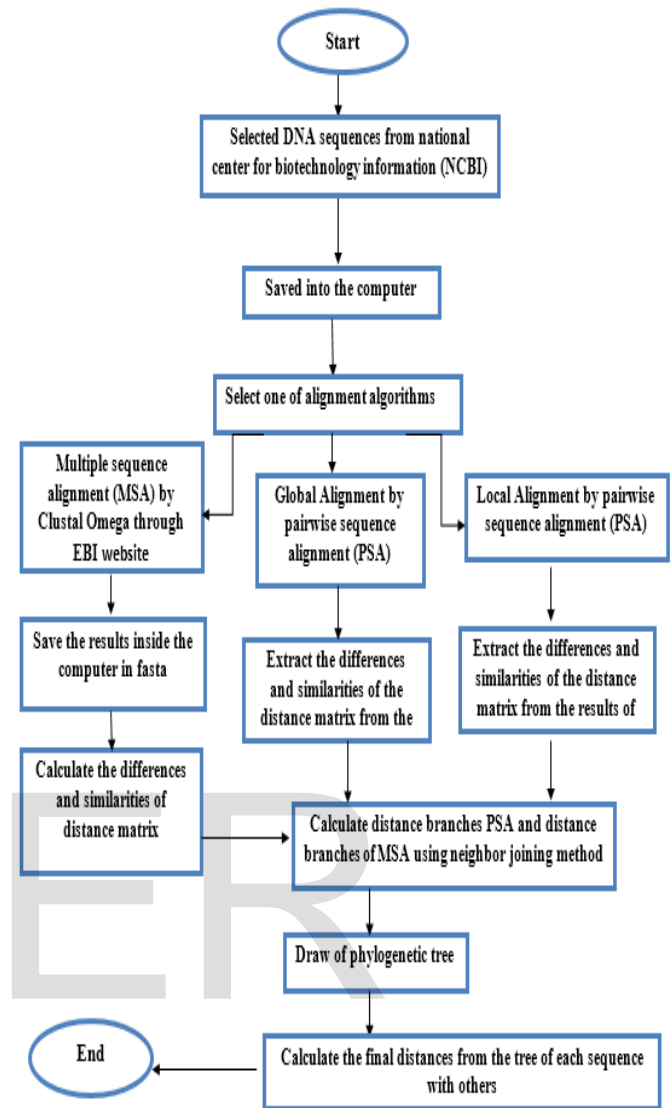 Start
Selected DNA sequences from national
center for biotechnology information (NCBI)
Saved into the computer
Select one of alignment algorithms
Multiple sequence
alignment (MSA) by
Clustal Omega through
EBI website
Global Alignment by
pairwise sequence
alignment (PSA)
Local Alignment by pairwise
sequence alignment (PSA)
Save the results inside the
computer in fasta
Extract the differences
and similarities of the
distance matrix from the
Extract the differences and
similarities of the distance
matrix from the results of
Calculate the differences
and similarities of
distance matrix
Calculate distance branches PSA and distance
branches of MSA using neighbor joining method
Draw of phylogenetic tree
Calculate the final distances from the tree of each sequence
with others
End
ER